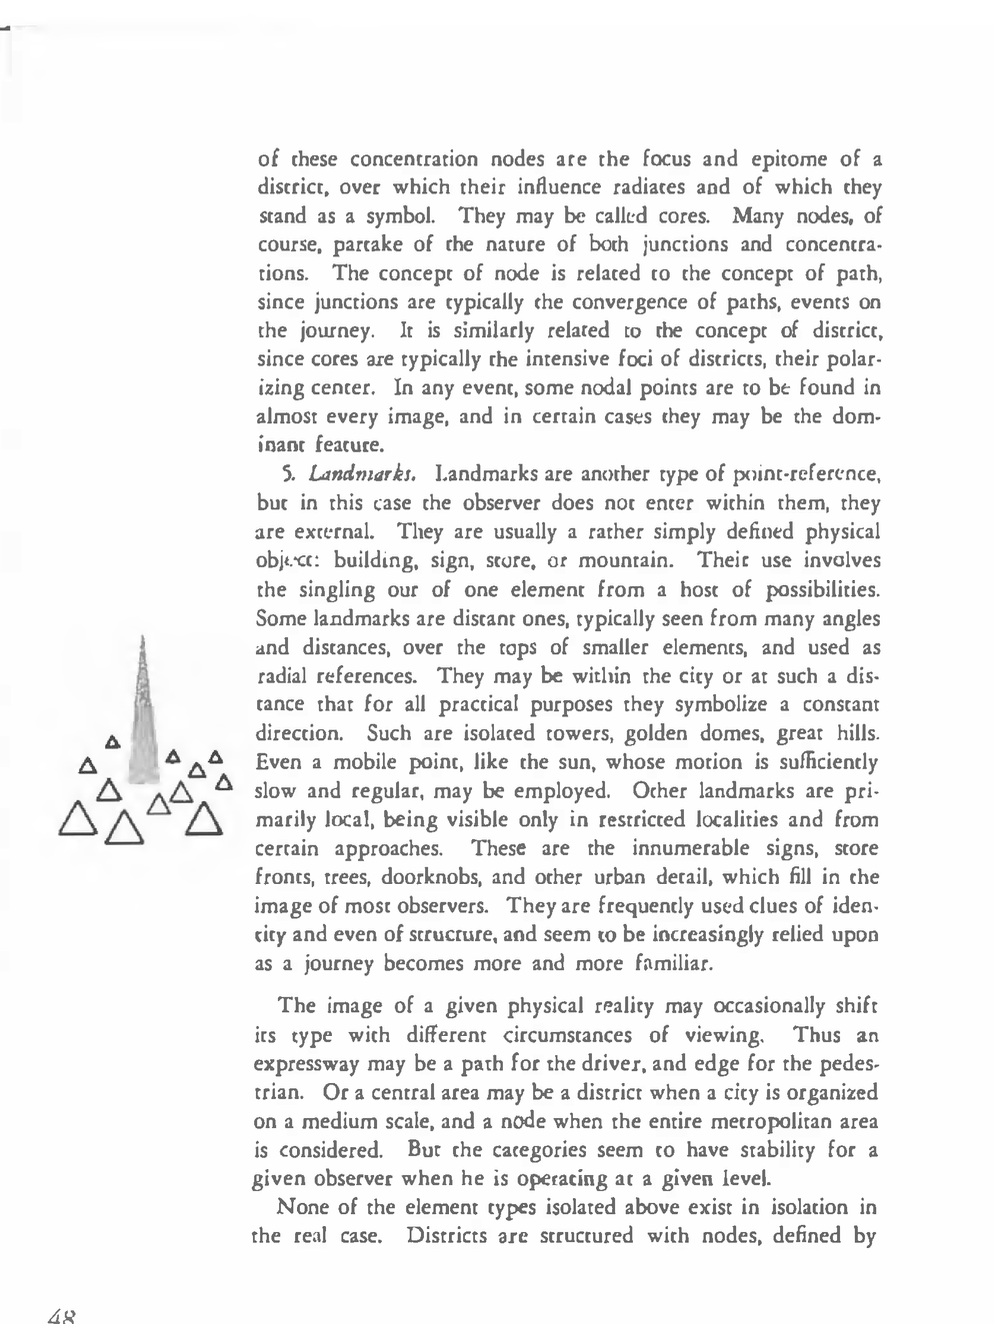 of these concentration nodes are the focus and epitome of a
district, over which their influence radiates and of which they
stand as a symbol. They may be called cores. Many nodes, of
course, partake of the nature of both junctions and concentra-
tions. The concept of node is related to the concept of path,
since junctions are typically the convergence of paths, events on
the journey. It is similarly related to the concept of district,
since cores are typically the intensive foci of districts, their polar-
izing center. In any event, some nodal points are to be found in
almost every image, and in certain cases they may be the dom-
inant feature.
5. Landmarks. Landmarks are another type of point-reference,
but in this case the observer does not enter within them, they
are external. They are usually a rather simply defined physical
object: building, sign, store, or mountain. Their use involves
the singling out of one element from a host of possibilities.
Some landmarks are distant ones, typically seen from many angles
and distances, over the tops of smaller elements, and used as
radial references. They may be within the city or at such a dis-
tance that for all practical purposes they symbolize a constant
direction. Such are isolated towers, golden domes, great hills.
Even a mobile point, like the sun, whose motion is sufficiently
slow and regular, may be employed. Other landmarks are pri-
marily local, being visible only in restricted localities and from
certain approaches. These are the innumerable signs, store
fronts, trees, doorknobs, and other urban detail, which fill in the
image of most observers. They are frequently used clues of iden-
tity and even of structure, and seem to be increasingly relied upon
as a journey becomes more and more familiar.
The image of a given physical reality may occasionally shift
its type with different circumstances of viewing. Thus an
expressway may be a path for the driver, and edge for the pedes-
trian. Or a central area may be a district when a city is organized
on a medium scale, and a node when the entire metropolitan area
is considered. But the categories seem to have stability for a
given observer when he is operating at a given level.
None of the element types isolated above exist in isolation in
the real case. Districts are structured with nodes, defined by
48